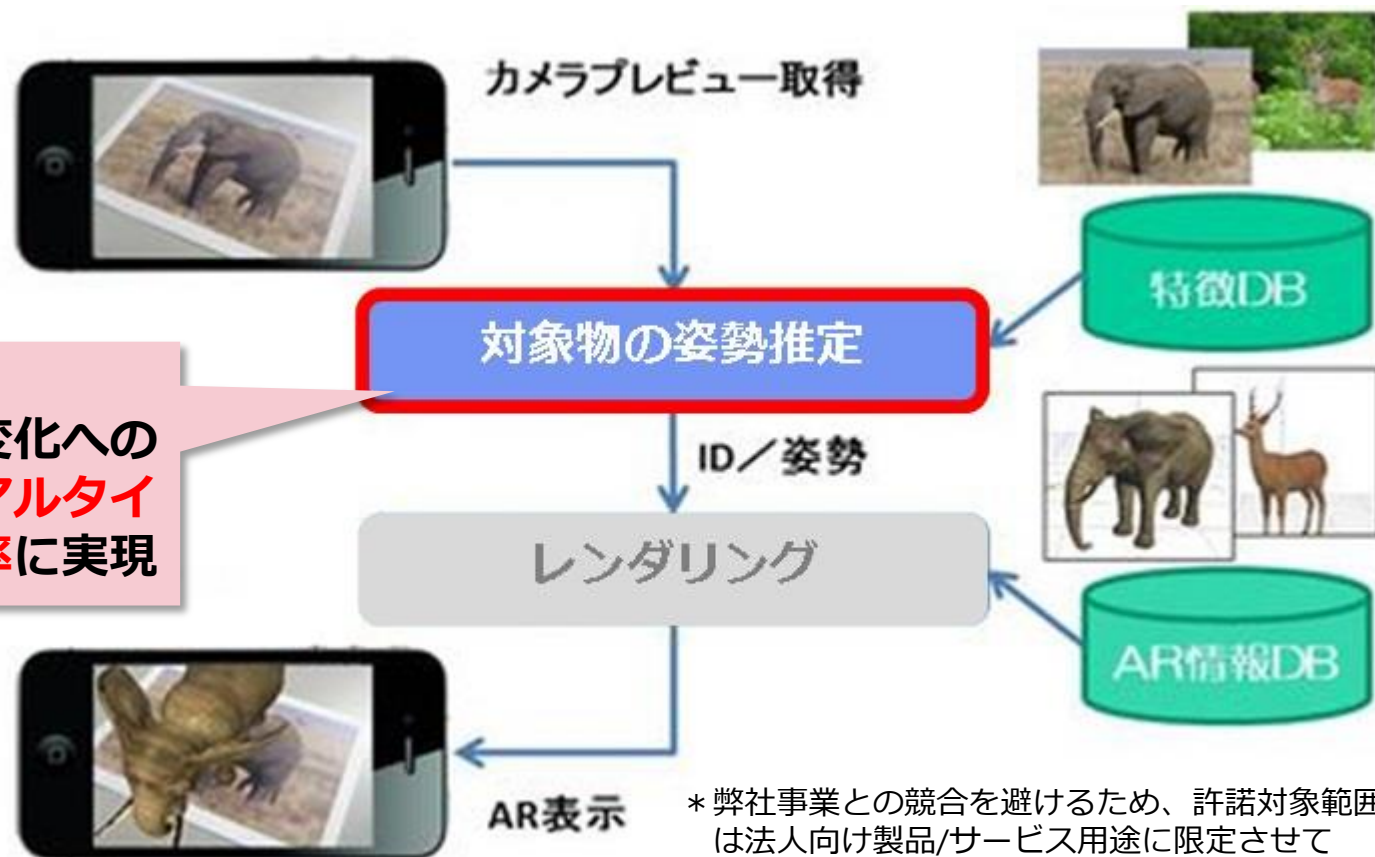 カメラプレビュー取得
特徴DB
対象物の姿勢推定
変化への
アルタイ
率に実現
ID／姿勢
レンダリング
AR情報DB
AR表示
＊弊社事業との競合を避けるため、許諾対象範囲
は法人向け製品/サービス用途に限定させて